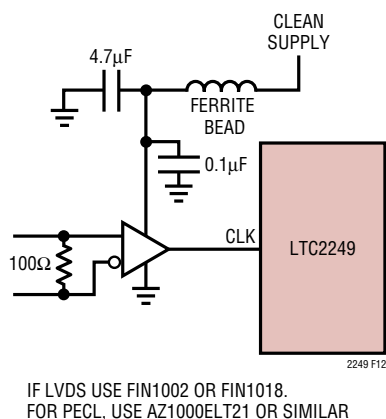 CLEAN
SUPPLY
4.7µF
FERRITE
BEAD
0.1µF
CLK
LTC2249
100Ω
2249 F12
IF LVDS USE FIN1002 OR FIN1018.
FOR PECL, USE AZ1000ELT21 OR SIMILAR